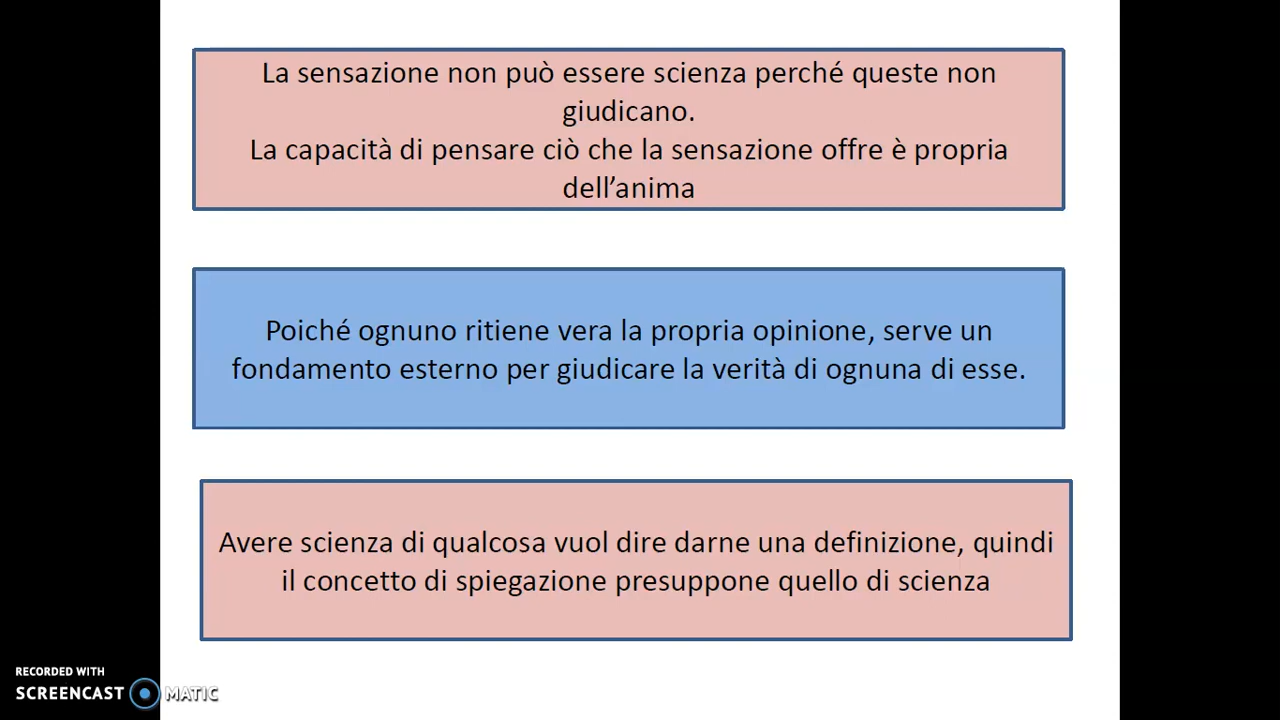 La sensazione non può essere scienza perché queste non
giudicano.
La capacità di pensare ciò che la sensazione offre è propria
dell’anima
Poiché ognuno ritiene vera la propria opinione, serve un
fondamento esterno per giudicare la verità di ognuna di esse.
Avere scienza di qualcosa vuol dire darne una definizione, quindi
il concetto di spiegazione presuppone quello di scienza
RECORDED WITH
SCREENCAST MATIC